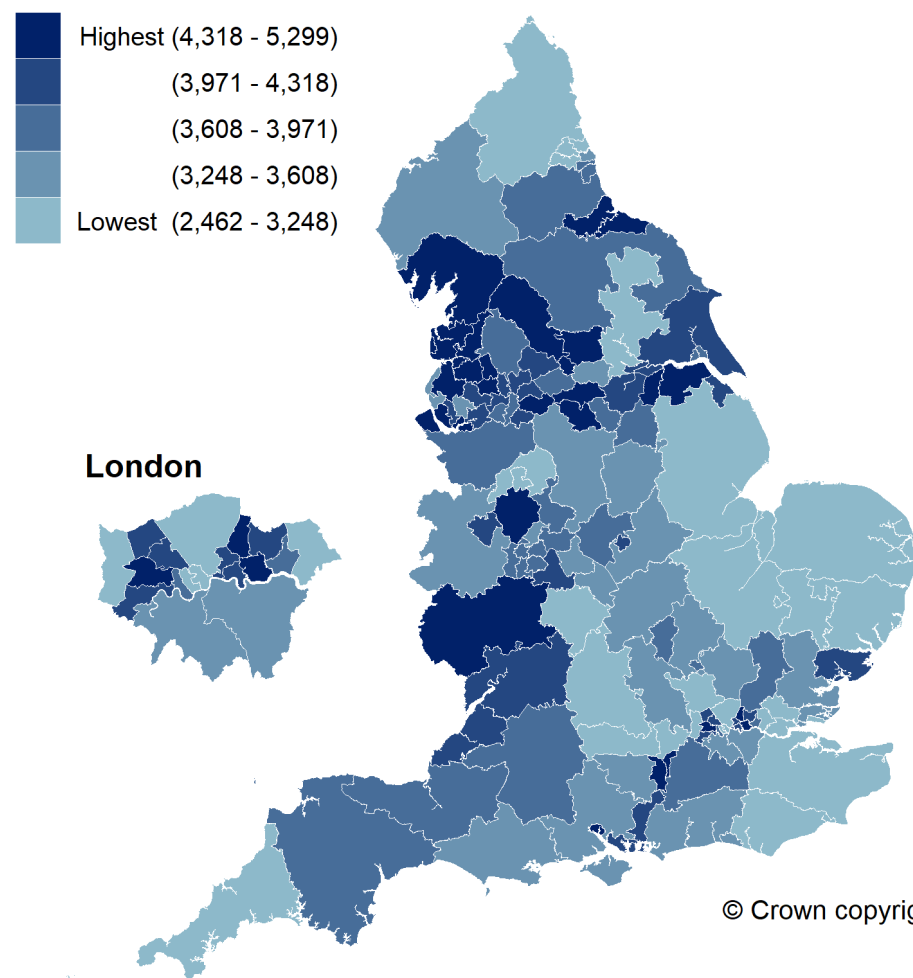 Highest (4,318 - 5,299)
(3,971 - 4,318)
(3,608 - 3,971)
(3,248 - 3,608)
Lowest (2,462 - 3,248)
London
© Crown copyrig